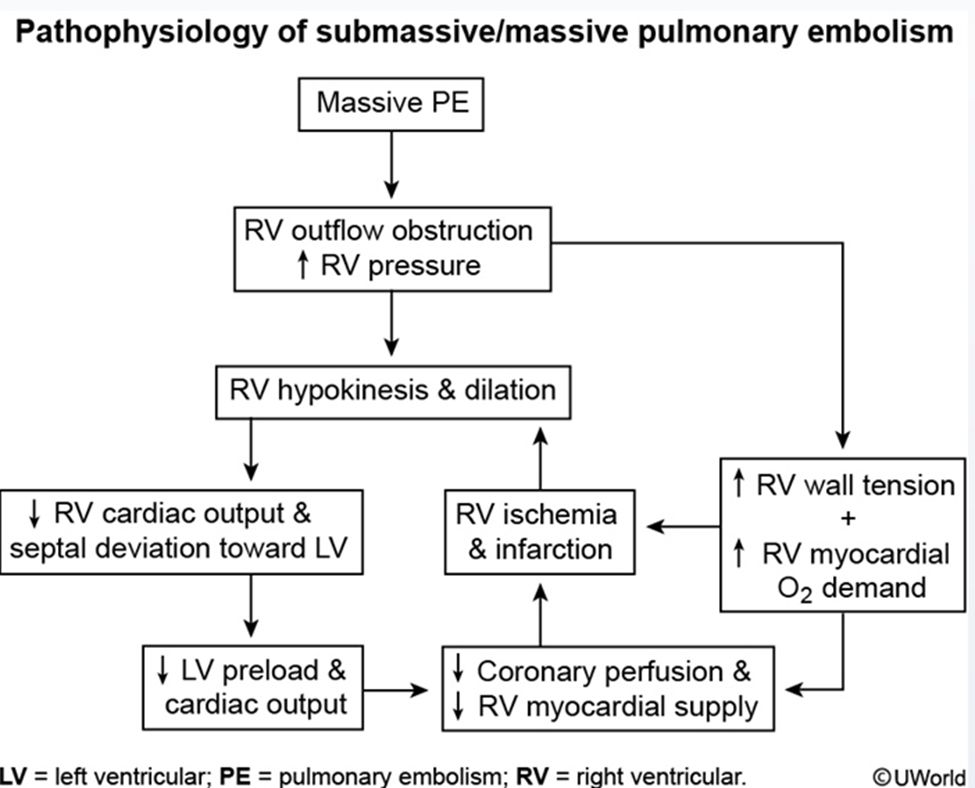 Pathophysiology of submassive/massive pulmonary embolism
Massive PE
RV outflow obstruction
↑ RV pressure
RV hypokinesis & dilation
↓ RV cardiac output &
septal deviation toward LV
RV ischemia
& infarction
↑ RV wall tension
+
↑ RV myocardial
O₂ demand
↓ LV preload &
cardiac output
↓ Coronary perfusion &
↓ RV myocardial supply
LV = left ventricular; PE = pulmonary embolism; RV = right ventricular.
©UWorld